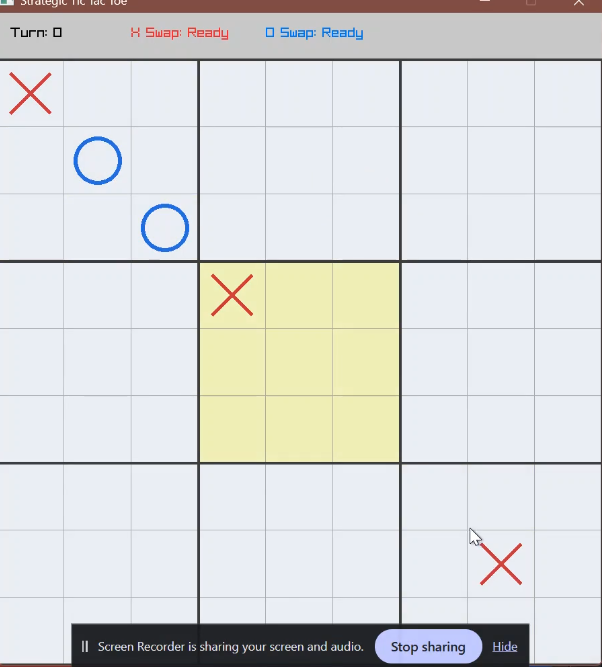 Strategic Tic Tac Toe
Turn: O X Swap: Ready O Swap: Ready
Screen Recorder is sharing your screen and audio. Stop sharing Hide